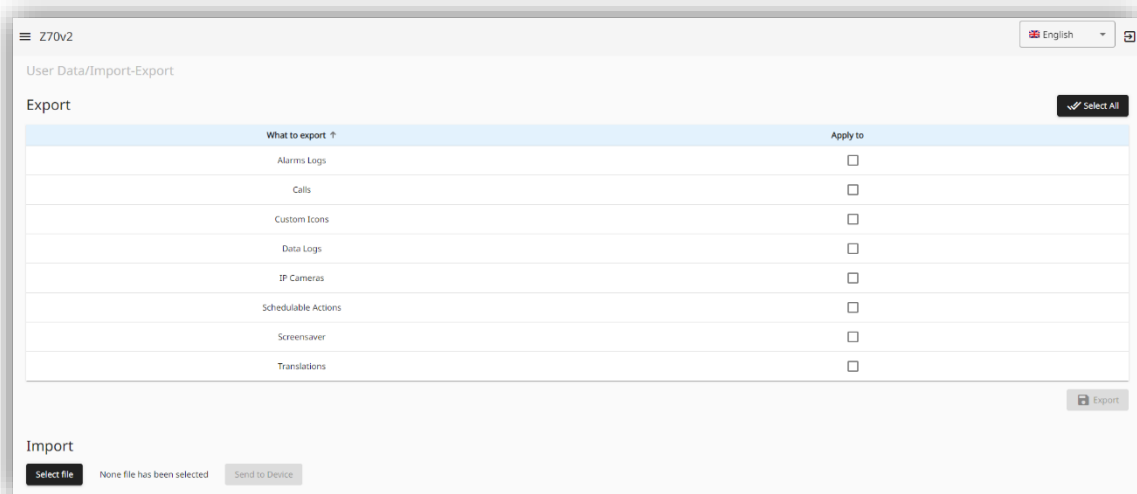 Z70v2
English
User Data/Import-Export
Export
Select All
What to export ↑ Apply to
Alarms Logs
Calls
Custom Icons
Data Logs
IP Cameras
Schedulable Actions
Screensaver
Translations
Export
Import
Select file None file has been selected Send to Device